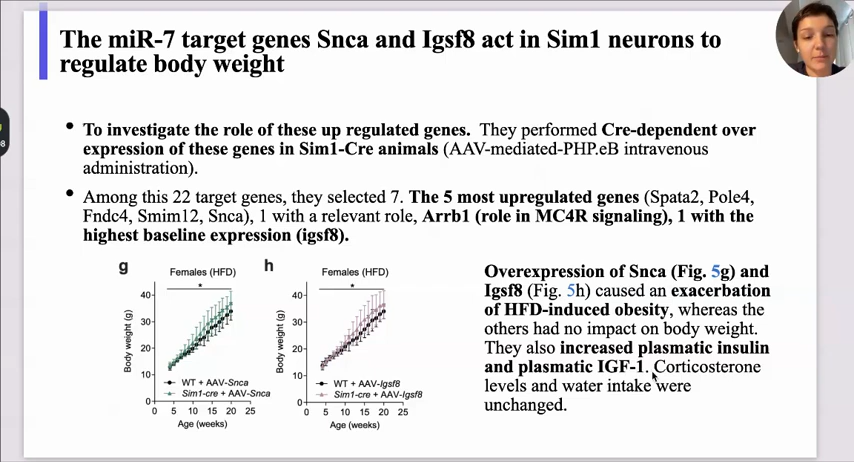 The miR-7 target genes Snca and Igsf8 act in Sim1 neurons to
regulate body weight
• To investigate the role of these up regulated genes. They performed Cre-dependent over
expression of these genes in Sim1-Cre animals (AAV-mediated-PHP.eB intravenous
administration).
• Among this 22 target genes, they selected 7. The 5 most upregulated genes (Spata2, Pole4,
Fndc4, Smim12, Snca), 1 with a relevant role, Arrb1 (role in MC4R signaling), 1 with the
highest baseline expression (igsf8).
g
Females (HFD)
*
Body weight (g)
40
30
20
10
0
WT + AAV-Snca
Sim1-cre + AAV-Snca
0 5 10 15 20 25
Age (weeks)
h
Females (HFD)
*
Body weight (g)
40
30
20
10
0
WT + AAV-Igsf8
Sim1-cre + AAV-Igsf8
0 5 10 15 20 25
Age (weeks)
Overexpression of Snca (Fig. 5g) and
Igsf8 (Fig. 5h) caused an exacerbation
of HFD-induced obesity, whereas the
others had no impact on body weight.
They also increased plasmatic insulin
and plasmatic IGF-1. Corticosterone
levels and water intake were
unchanged.